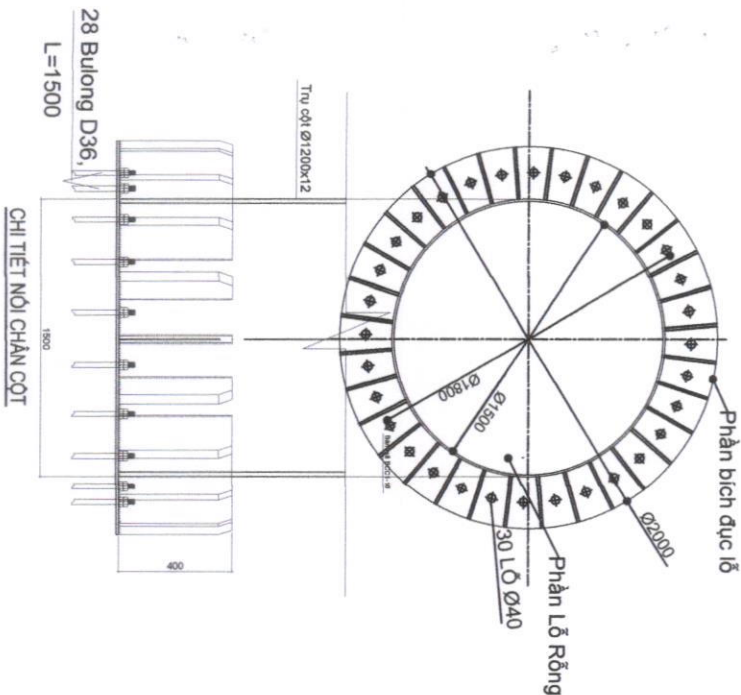 28 Bulong D36,
L=1500
Trụ cột Ø1200x12
CHI TIẾT NỐI CHÂN CỘT
1500
400
Phần bích đục lỗ
Ø2000
Phần Lỗ Rỗng
30 LỖ Ø40
Ø1800
Ø1500